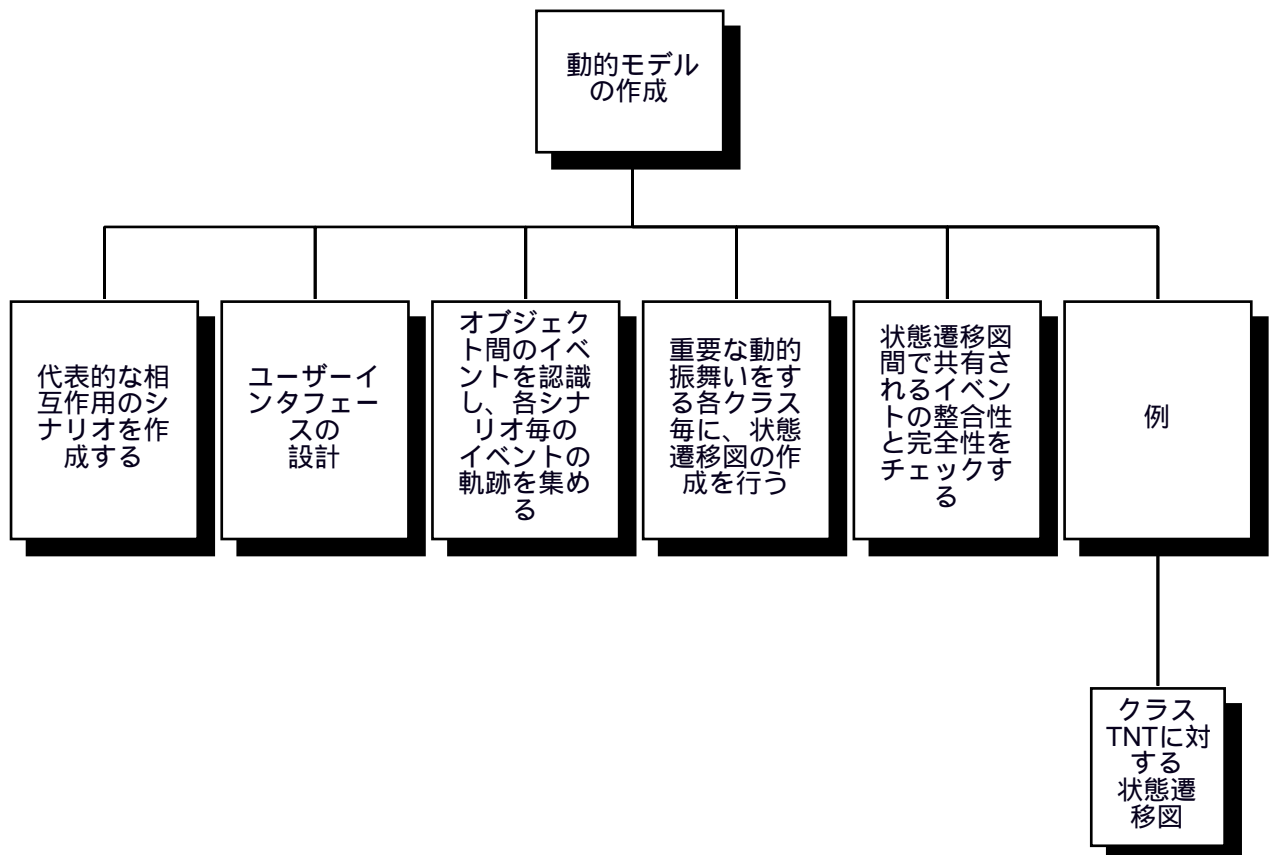 動的モデル
の作成
代表的な相
互作用のシ
ナリオを作
成する
ユーザーイ
ンタフェー
スの
設計
オブジェク
ト間のイベ
ントを認識
し、各シナ
リオ毎の
イベントの
軌跡を集め
る
重要な動的
振舞いをす
る各クラス
毎に、状態
遷移図の作
成を行う
状態遷移図
間で共有さ
れるイベン
トの整合性
と完全性を
チェックす
る
例
クラス
TNTに対
する
状態遷
移図